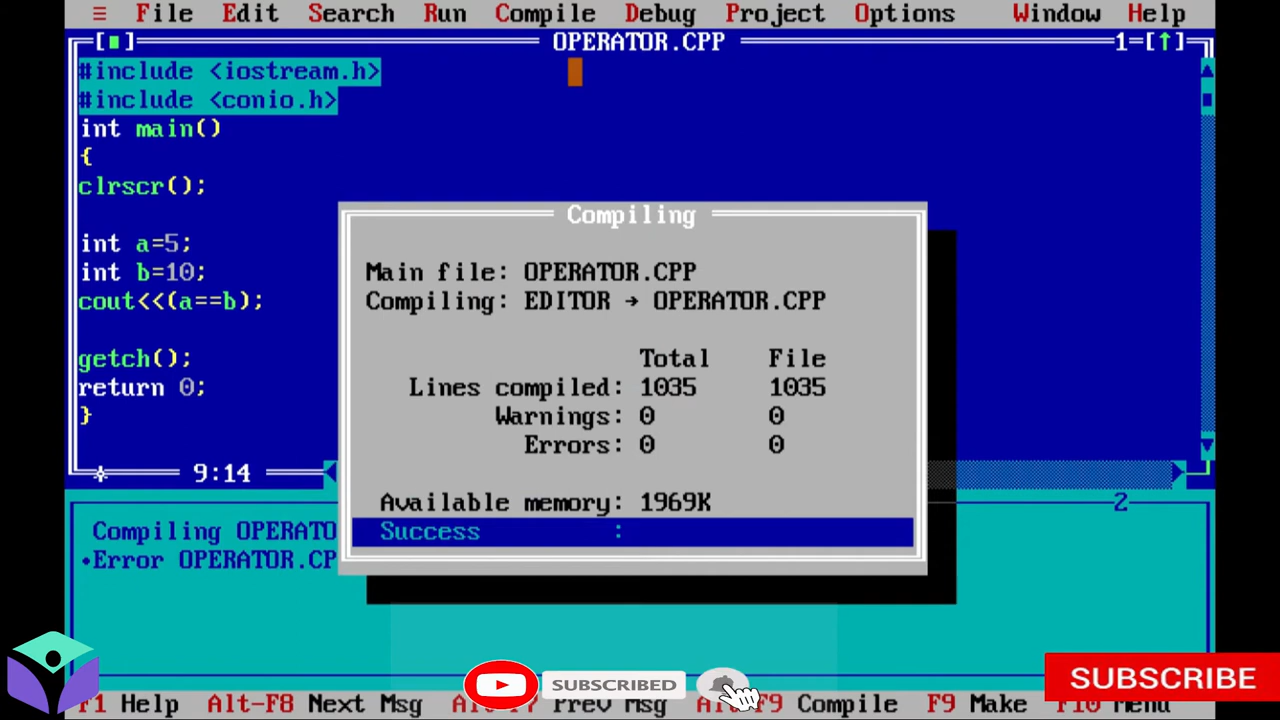 ≡ File Edit Search Run Compile Debug Project Options Window Help
[■] OPERATOR.CPP 1=[↑]
#include <iostream.h>
#include <conio.h>
int main()
{
clrscr();
int a=5;
int b=10;
cout<<(a==b);
getch();
return 0;
}
9:14
Compiling
Main file: OPERATOR.CPP
Compiling: EDITOR → OPERATOR.CPP
Total File
Lines compiled: 1035 1035
Warnings: 0 0
Errors: 0 0
Available memory: 1969K
Success :
2
Compiling OPERATO
•Error OPERATOR.CP
SUBSCRIBED
SUBSCRIBE
F1 Help Alt-F8 Next Msg Prev Msg Compile F9 Make F10 Menu